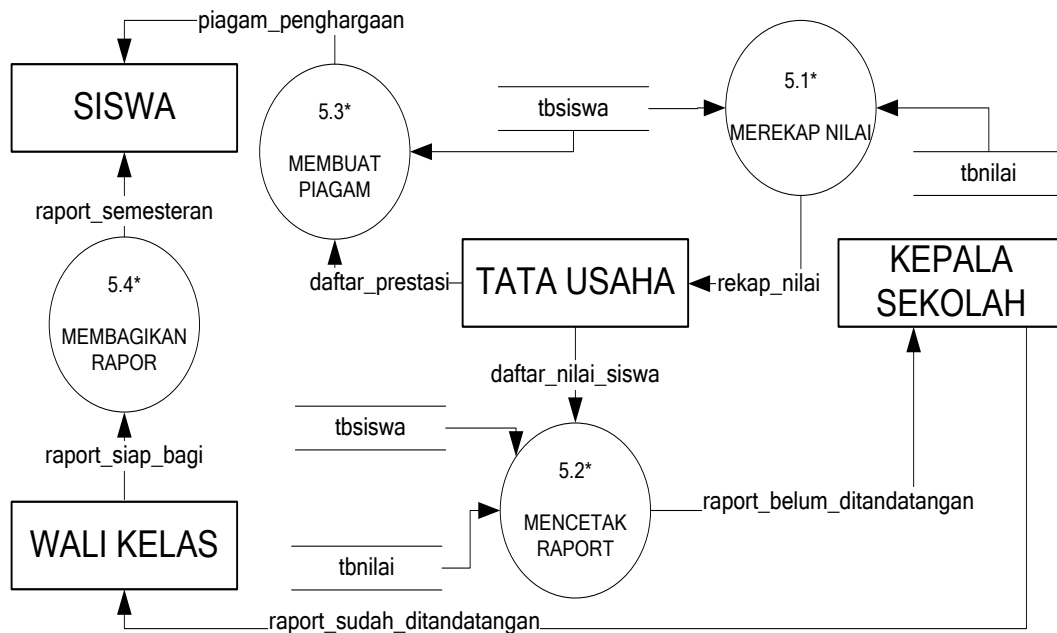 piagam_penghargaan
SISWA
5.3*
MEMBUAT
PIAGAM
tbsiswa
5.1*
MEREKAP NILAI
tbnilai
raport_semesteran
daftar_prestasi
TATA USAHA
rekap_nilai
KEPALA
SEKOLAH
5.4*
MEMBAGIKAN
RAPOR
daftar_nilai_siswa
tbsiswa
raport_siap_bagi
5.2*
MENCETAK
RAPORT
raport_belum_ditandatangan
WALI KELAS
tbnilai
raport_sudah_ditandatangan